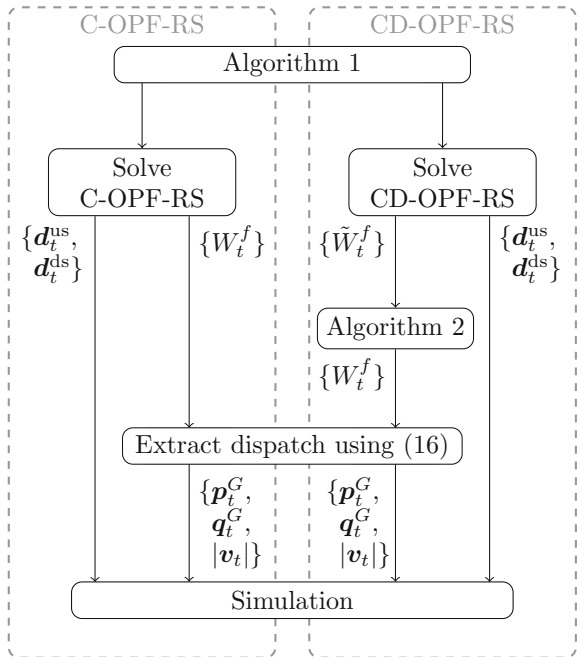 C-OPF-RS
CD-OPF-RS
Algorithm 1
Solve
C-OPF-RS
Solve
CD-OPF-RS
{d_t^us,
d_t^ds}
{W_t^f}
{W̃_t^f}
{d_t^us,
d_t^ds}
Algorithm 2
{W_t^f}
Extract dispatch using (16)
{p_t^G,
q_t^G,
|v_t|}
{p_t^G,
q_t^G,
|v_t|}
Simulation